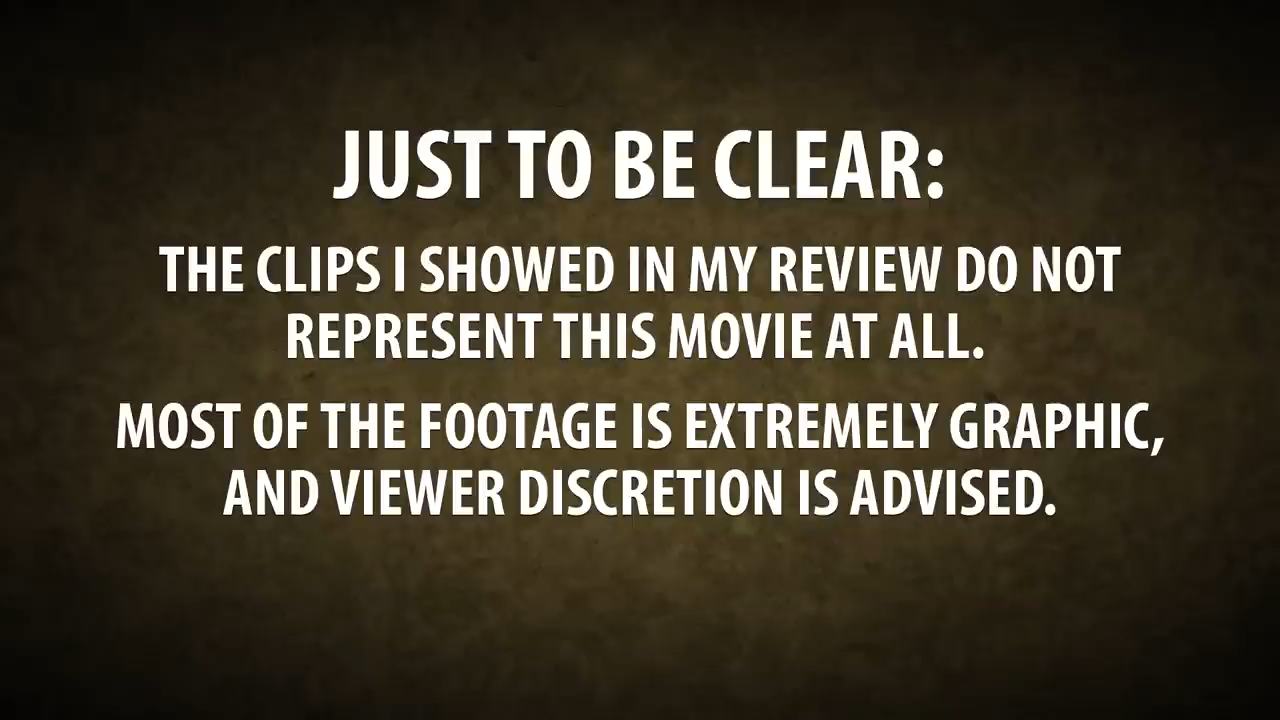 JUST TO BE CLEAR:
THE CLIPS I SHOWED IN MY REVIEW DO NOT
REPRESENT THIS MOVIE AT ALL.
MOST OF THE FOOTAGE IS EXTREMELY GRAPHIC,
AND VIEWER DISCRETION IS ADVISED.